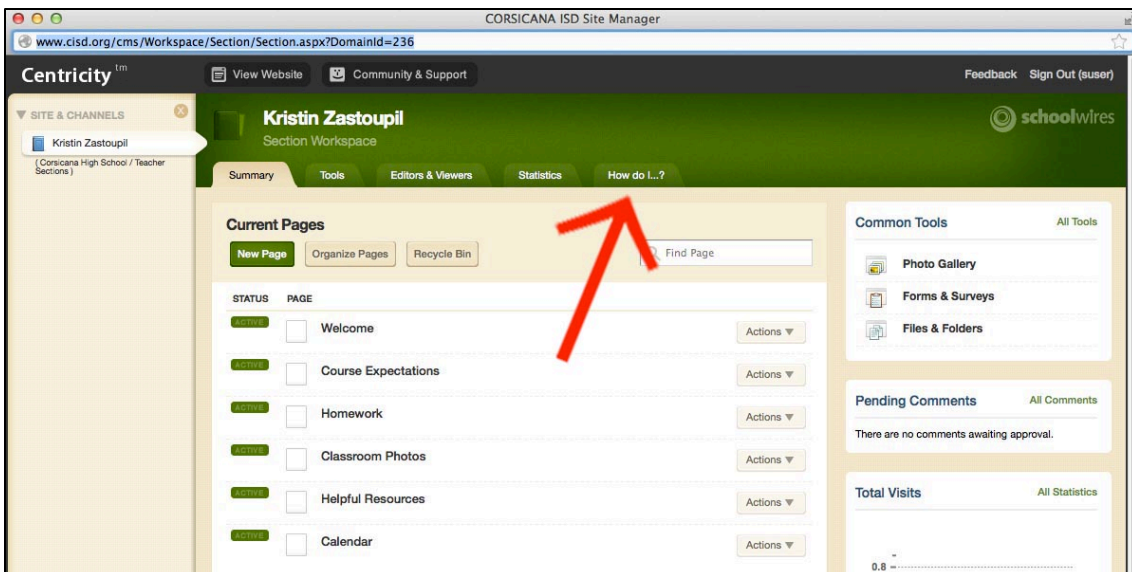 CORSICANA ISD Site Manager
www.cisd.org/cms/Workspace/Section/Section.aspx?DomainId=236
Centricity tm
View Website
Community & Support
Feedback
Sign Out (suser)
SITE & CHANNELS
Kristin Zastoupil
( Corsicana High School / Teacher
Sections )
Kristin Zastoupil
Section Workspace
schoolwires
Summary
Tools
Editors & Viewers
Statistics
How do I...?
Current Pages
New Page
Organize Pages
Recycle Bin
Find Page
STATUS
PAGE
ACTIVE
Welcome
Actions
ACTIVE
Course Expectations
Actions
ACTIVE
Homework
Actions
ACTIVE
Classroom Photos
Actions
ACTIVE
Helpful Resources
Actions
ACTIVE
Calendar
Actions
Common Tools
All Tools
Photo Gallery
Forms & Surveys
Files & Folders
Pending Comments
All Comments
There are no comments awaiting approval.
Total Visits
All Statistics
0.8